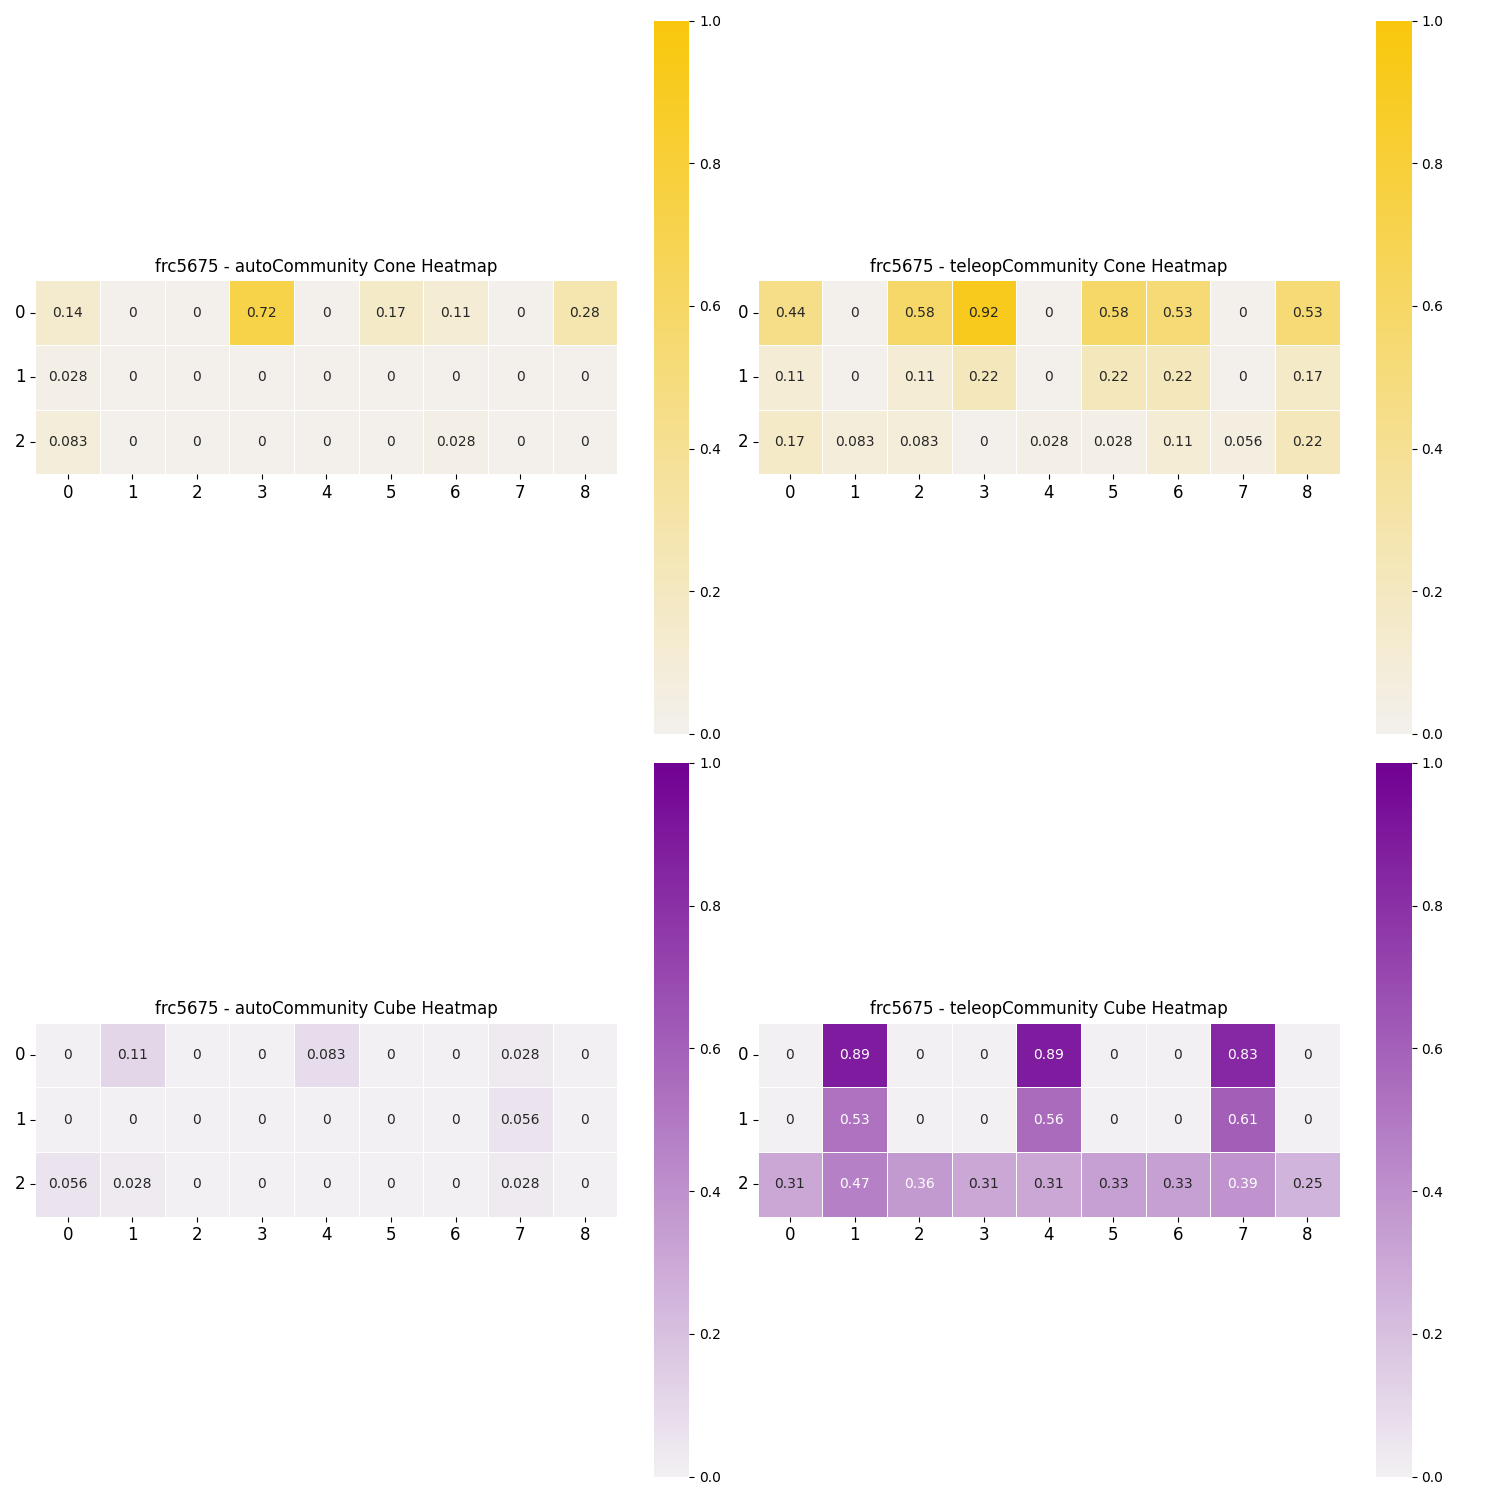 frc5675 - autoCommunity Cone Heatmap
0 0.14 0 0 0.72 0 0.17 0.11 0 0.28
1 0.028 0 0 0 0 0 0 0 0
2 0.083 0 0 0 0 0 0.028 0 0
0 1 2 3 4 5 6 7 8
1.0
0.8
0.6
0.4
0.2
0.0
frc5675 - teleopCommunity Cone Heatmap
0 0.44 0 0.58 0.92 0 0.58 0.53 0 0.53
1 0.11 0 0.11 0.22 0 0.22 0.22 0 0.17
2 0.17 0.083 0.083 0 0.028 0.028 0.11 0.056 0.22
0 1 2 3 4 5 6 7 8
1.0
0.8
0.6
0.4
0.2
0.0
frc5675 - autoCommunity Cube Heatmap
0 0 0.11 0 0 0.083 0 0 0.028 0
1 0 0 0 0 0 0 0 0.056 0
2 0.056 0.028 0 0 0 0 0 0.028 0
0 1 2 3 4 5 6 7 8
1.0
0.8
0.6
0.4
0.2
0.0
frc5675 - teleopCommunity Cube Heatmap
0 0 0.89 0 0 0.89 0 0 0.83 0
1 0 0.53 0 0 0.56 0 0 0.61 0
2 0.31 0.47 0.36 0.31 0.31 0.33 0.33 0.39 0.25
0 1 2 3 4 5 6 7 8
1.0
0.8
0.6
0.4
0.2
0.0